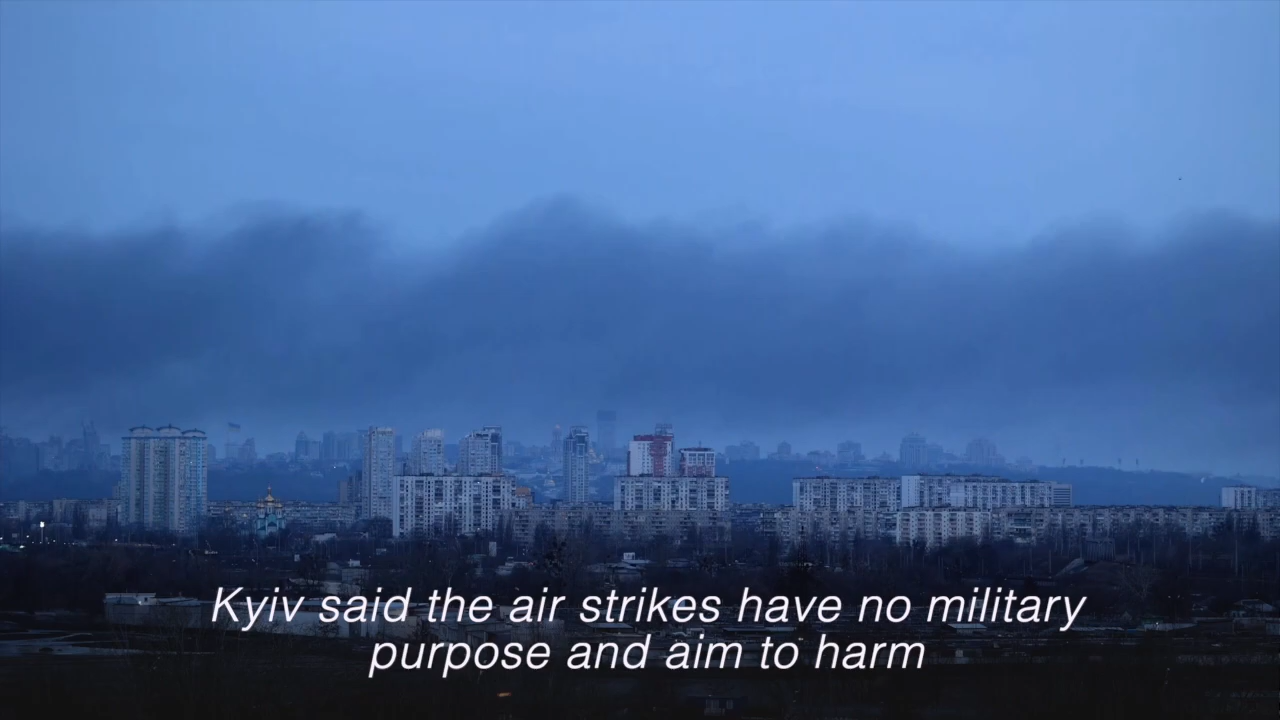 Kyiv said the air strikes have no military
purpose and aim to harm